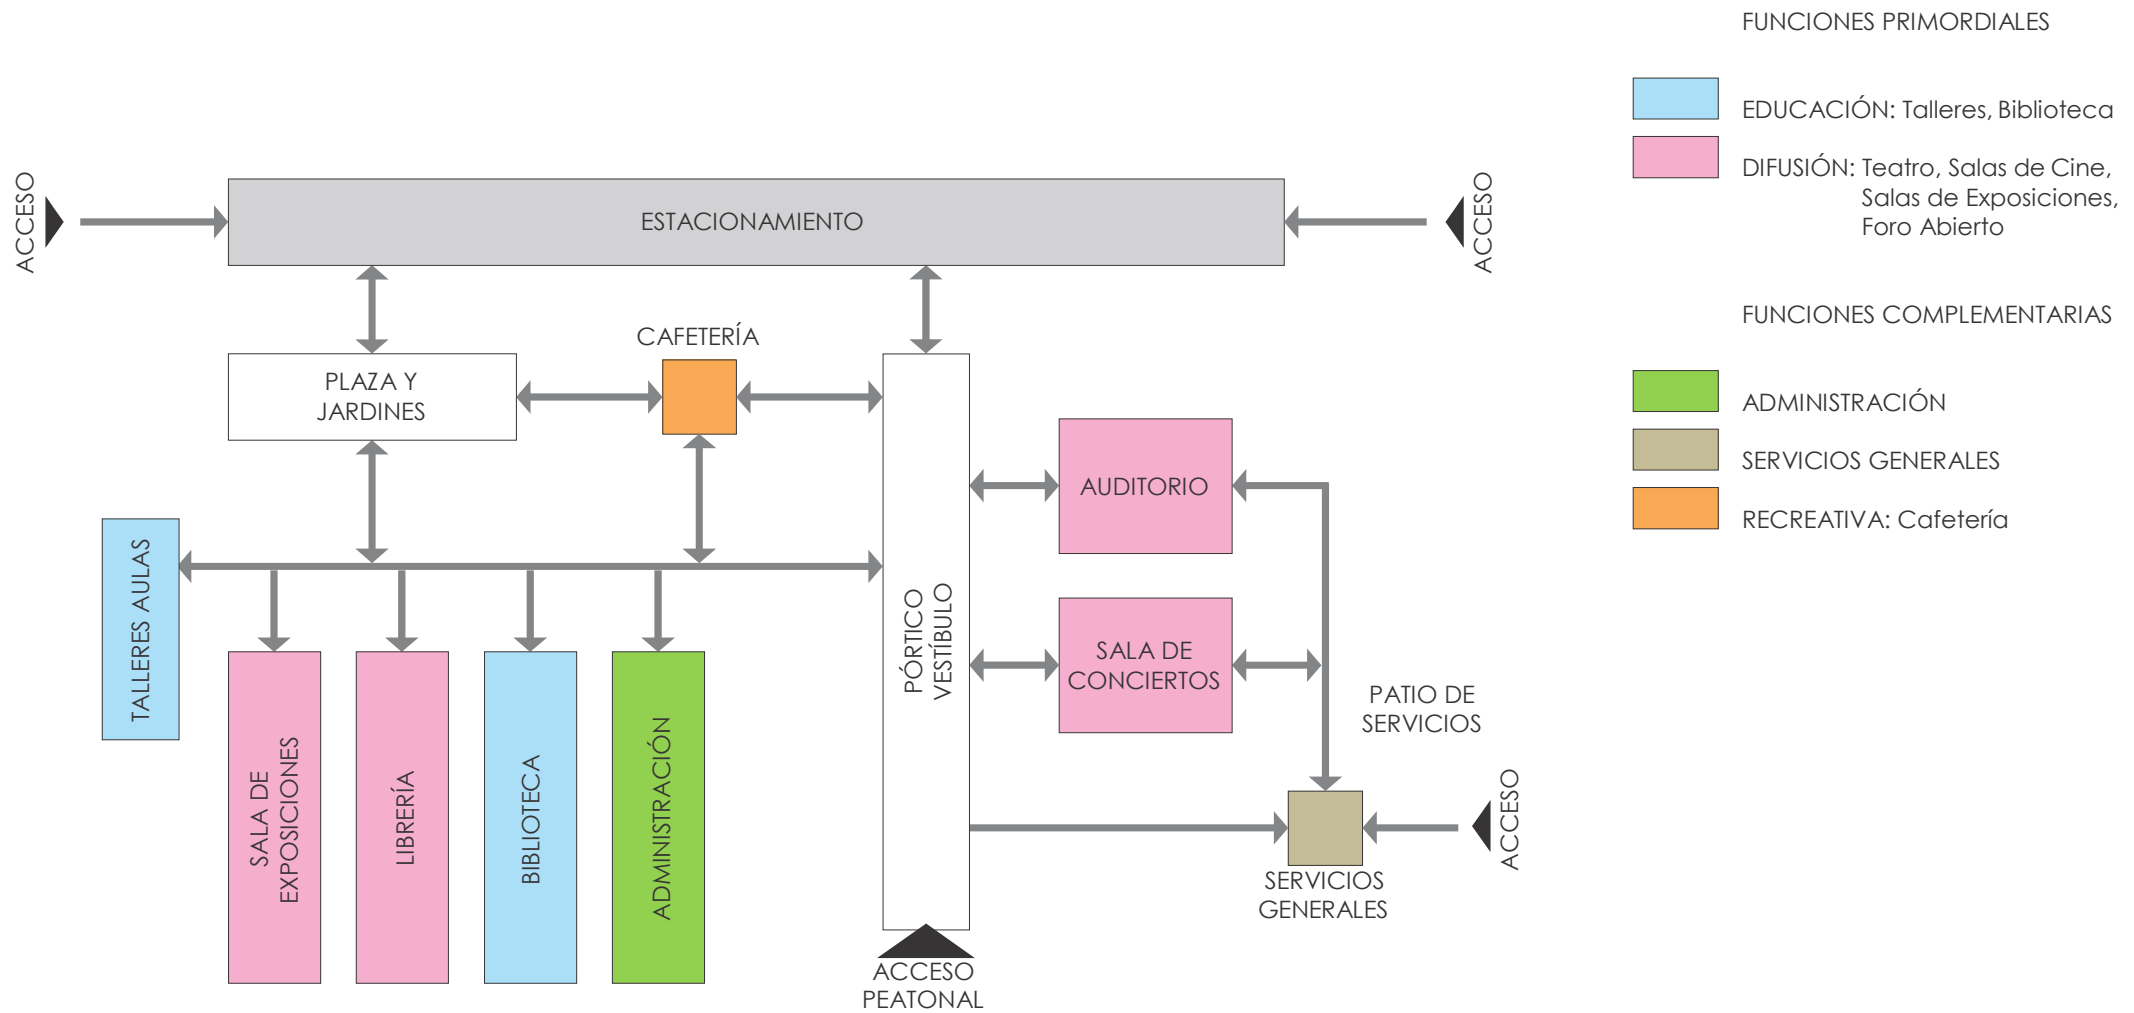 FUNCIONES PRIMORDIALES
EDUCACIÓN: Talleres, Biblioteca
DIFUSIÓN: Teatro, Salas de Cine,
Salas de Exposiciones,
Foro Abierto
FUNCIONES COMPLEMENTARIAS
ADMINISTRACIÓN
SERVICIOS GENERALES
RECREATIVA: Cafetería
ACCESO
ESTACIONAMIENTO
ACCESO
CAFETERÍA
PLAZA Y
JARDINES
AUDITORIO
TALLERES AULAS
PÓRTICO
VESTÍBULO
SALA DE
CONCIERTOS
PATIO DE
SERVICIOS
SALA DE
EXPOSICIONES
LIBRERÍA
BIBLIOTECA
ADMINISTRACIÓN
ACCESO
SERVICIOS
GENERALES
ACCESO
PEATONAL